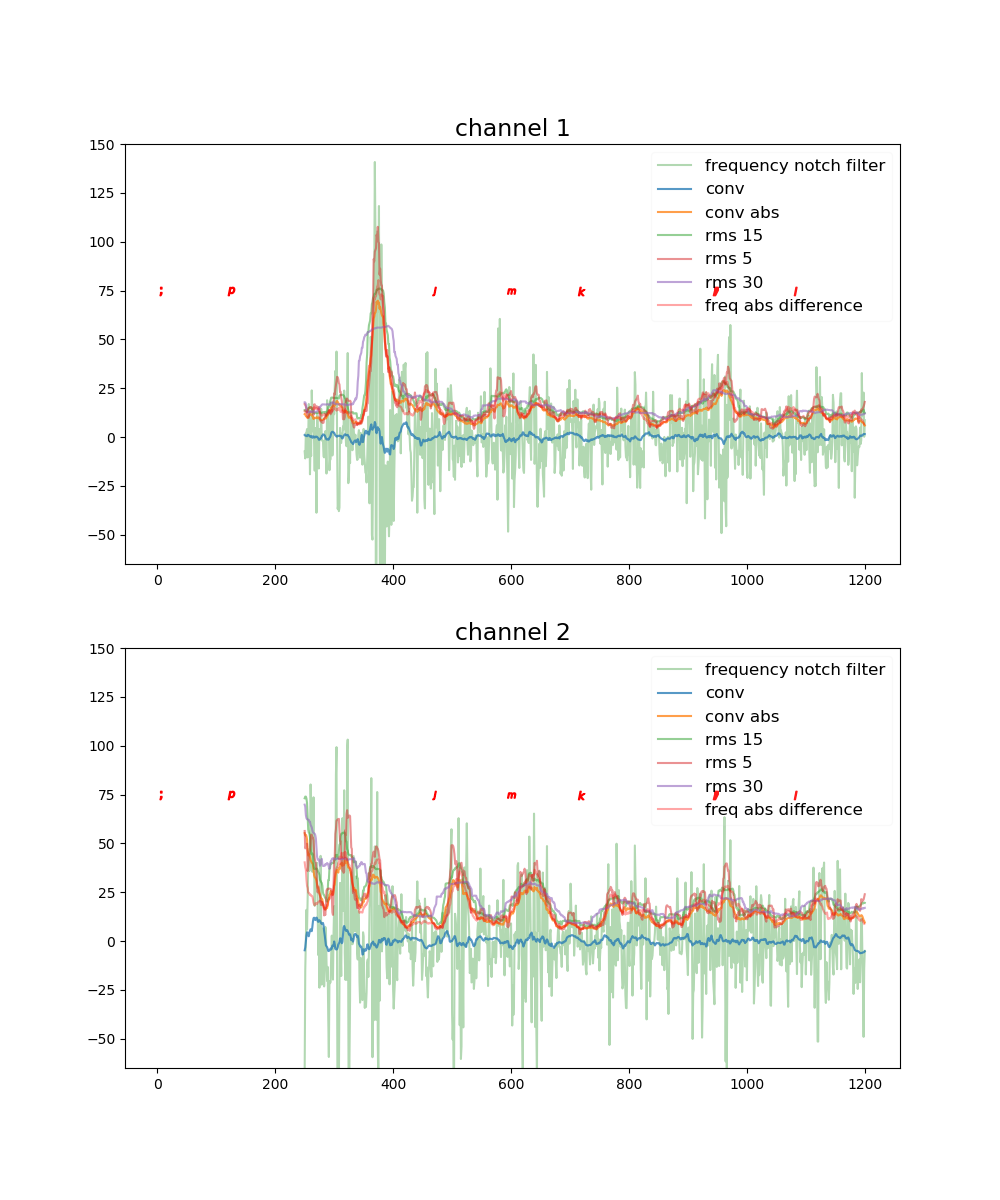 channel 1
150
125
100
75
50
25
0
−25
−50
frequency notch filter
conv
conv abs
rms 15
rms 5
rms 30
freq abs difference
; p j m k l
0 200 400 600 800 1000 1200
channel 2
150
125
100
75
50
25
0
−25
−50
frequency notch filter
conv
conv abs
rms 15
rms 5
rms 30
freq abs difference
; p j m k l
0 200 400 600 800 1000 1200